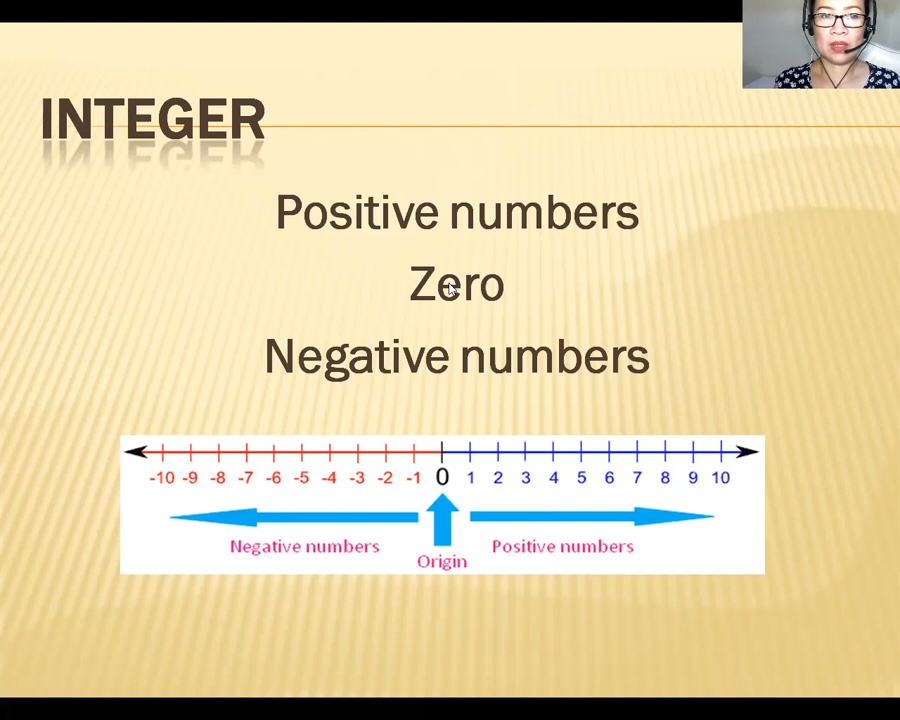 INTEGER
Positive numbers
Zero
Negative numbers
-10 -9 -8 -7 -6 -5 -4 -3 -2 -1 0 1 2 3 4 5 6 7 8 9 10
Negative numbers Positive numbers
Origin